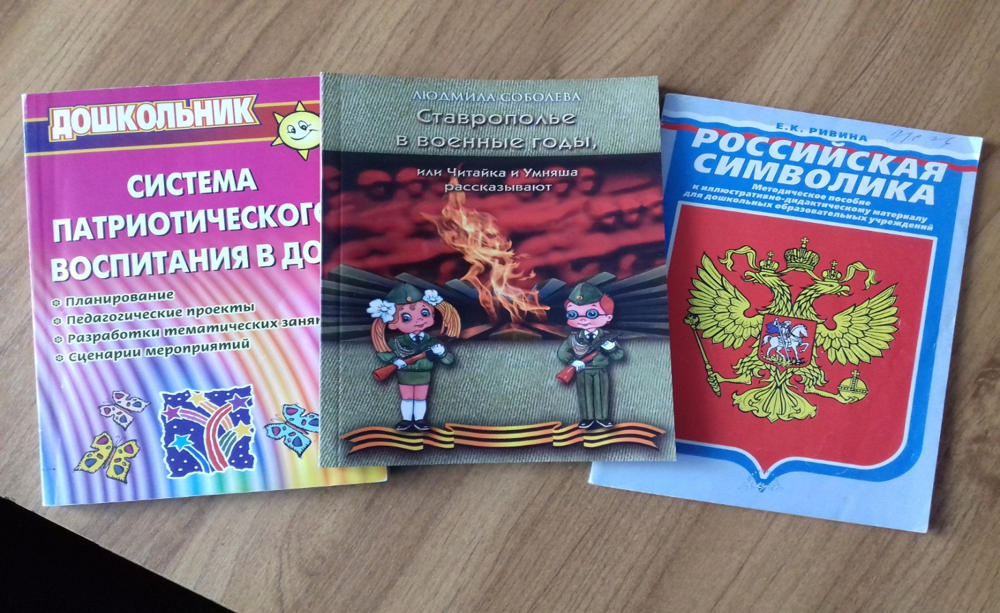 ДОШКОЛЬНИК
СИСТЕМА
ПАТРИОТИЧЕСКОГО
ВОСПИТАНИЯ В ДО
Планирование
Педагогические проекты
Разработки тематических занят
Сценарии мероприятий
ЛЮДМИЛА СОБОЛЕВА
Ставрополье
в военные годы,
или Читайка и Умняша
рассказывают
Е.К. РИВИНА
РОССИЙСКАЯ
СИМВОЛИКА
Методическое пособие
к иллюстративно-дидактическому материалу
для дошкольных образовательных учреждений